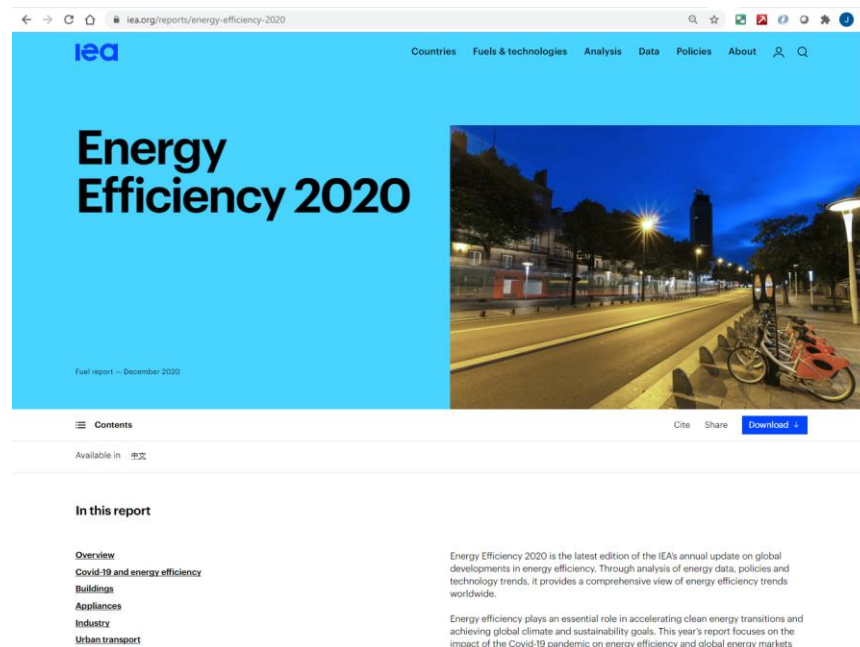 iea.org/reports/energy-efficiency-2020
iea
Countries Fuels & technologies Analysis Data Policies About
Energy
Efficiency 2020
Fuel report — December 2020
Contents
Cite Share Download ↓
Available in 中文
In this report
Overview
Covid-19 and energy efficiency
Buildings
Appliances
Industry
Urban transport
Energy Efficiency 2020 is the latest edition of the IEA's annual update on global
developments in energy efficiency. Through analysis of energy data, policies and
technology trends, it provides a comprehensive view of energy efficiency trends
worldwide.
Energy efficiency plays an essential role in accelerating clean energy transitions and
achieving global climate and sustainability goals. This year's report focuses on the
impact of the Covid-19 pandemic on energy efficiency and global energy markets